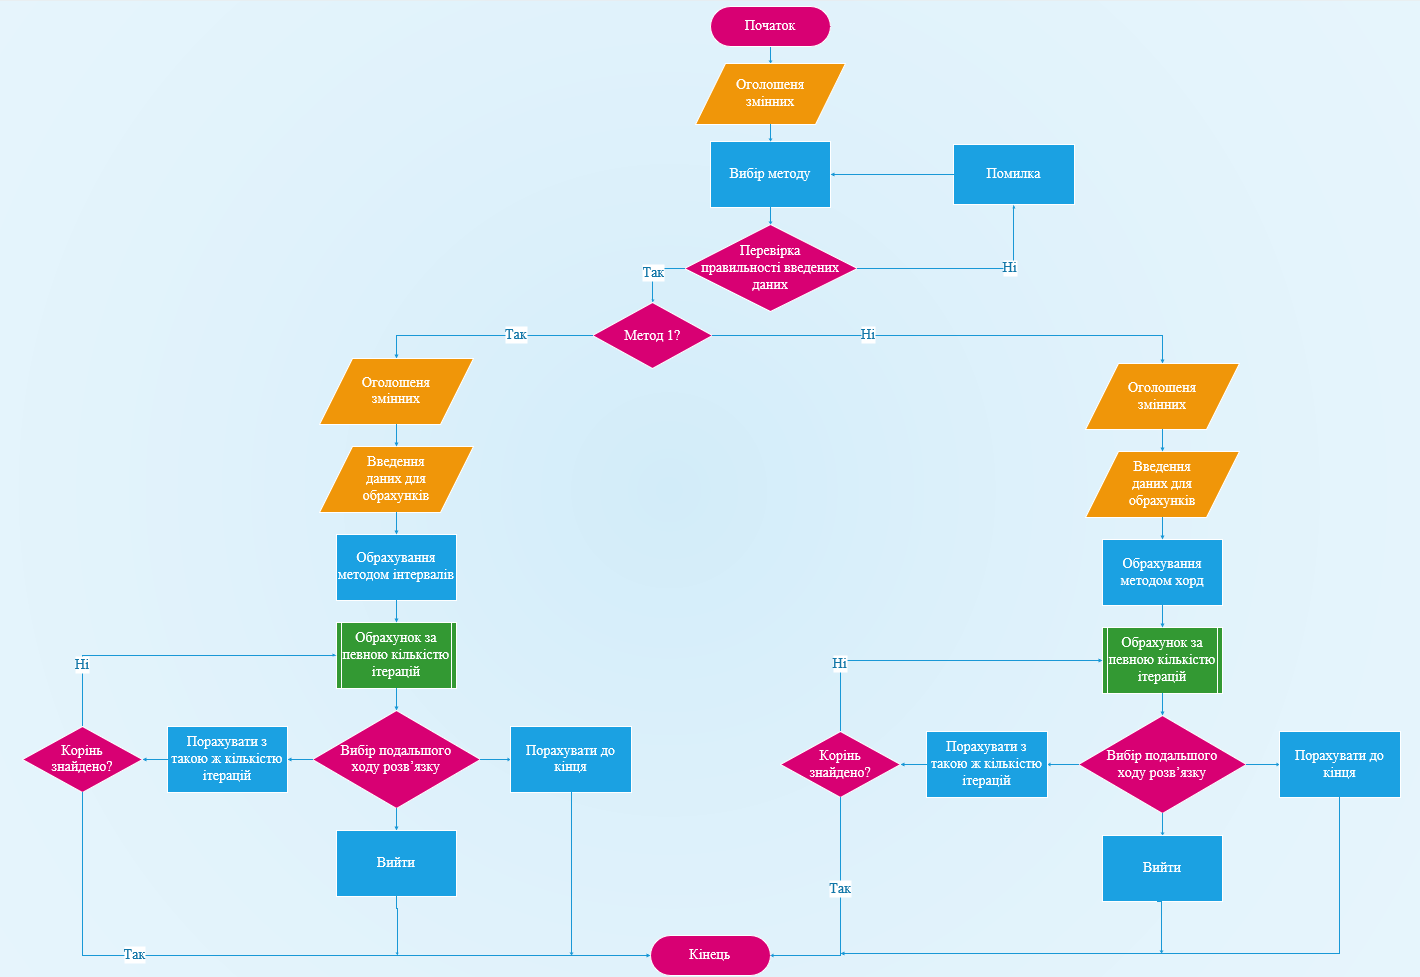 Початок
Оголошеня
змінних
Вибір методу
Помилка
Перевірка
правильності введених
даних
Так
Ні
Метод 1?
Так
Ні
Оголошеня
змінних
Оголошеня
змінних
Введення
даних для
обрахунків
Введення
даних для
обрахунків
Обрахування
методом інтервалів
Обрахування
методом хорд
Обрахунок за
певною кількістю
ітерацій
Обрахунок за
певною кількістю
ітерацій
Ні
Ні
Корінь
знайдено?
Порахувати з
такою ж кількістю
ітерацій
Вибір подальшого
ходу розв’язку
Порахувати до
кінця
Корінь
знайдено?
Порахувати з
такою ж кількістю
ітерацій
Вибір подальшого
ходу розв’язку
Порахувати до
кінця
Вийти
Вийти
Так
Так
Кінець